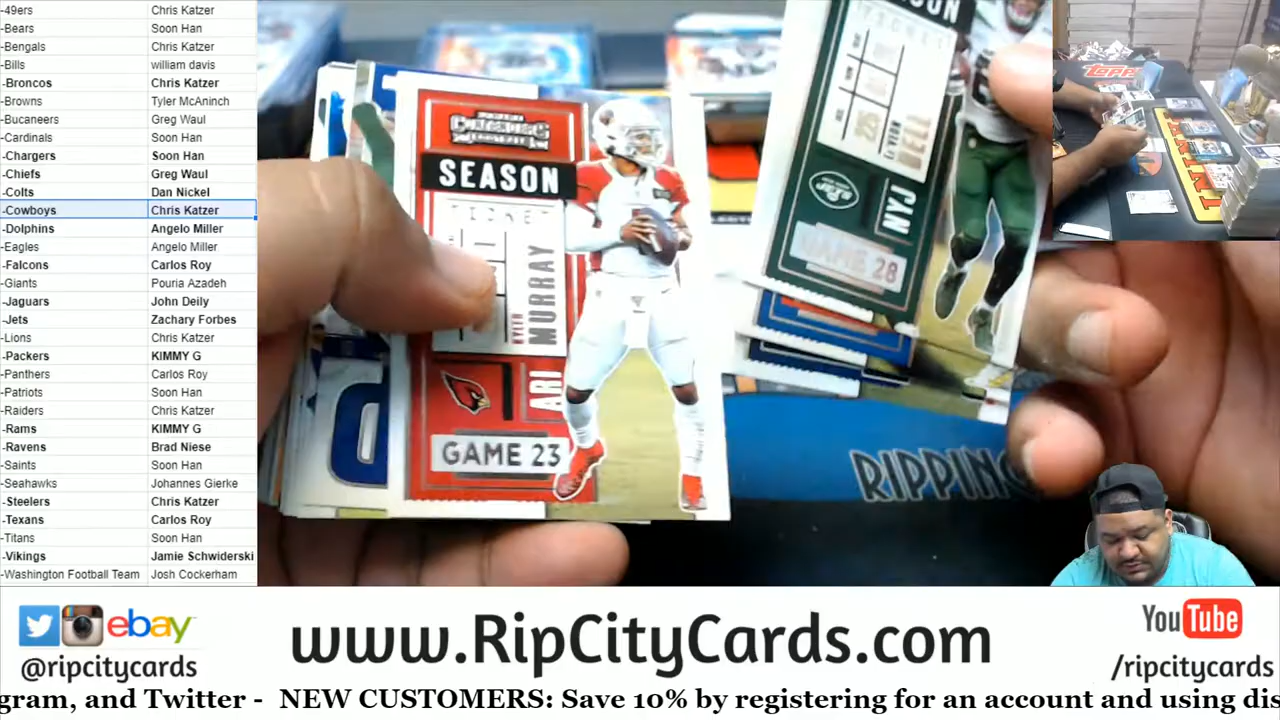 -49ers Chris Katzer
-Bears Soon Han
-Bengals Chris Katzer
-Bills william davis
-Broncos Chris Katzer
-Browns Tyler McAninch
-Bucaneers Greg Waul
-Cardinals Soon Han
-Chargers Soon Han
-Chiefs Greg Waul
-Colts Dan Nickel
-Cowboys Chris Katzer
-Dolphins Angelo Miller
-Eagles Angelo Miller
-Falcons Carlos Roy
-Giants Pouria Azadeh
-Jaguars John Deily
-Jets Zachary Forbes
-Lions Chris Katzer
-Packers KIMMY G
-Panthers Carlos Roy
-Patriots Soon Han
-Raiders Chris Katzer
-Rams KIMMY G
-Ravens Brad Niese
-Saints Soon Han
-Seahawks Johannes Gierke
-Steelers Chris Katzer
-Texans Carlos Roy
-Titans Soon Han
-Vikings Jamie Schwiderski
-Washington Football Team Josh Cockerham
SEASON
TICKET
KYLER
MURRAY
ARI
GAME 23
TICKET
BELL
NYJ
GAME 28
RIPPING
TOPPS
PANINI
ebay
@ripcitycards
www.RipCityCards.com
YouTube
/ripcitycards
gram, and Twitter - NEW CUSTOMERS: Save 10% by registering for an account and using dis